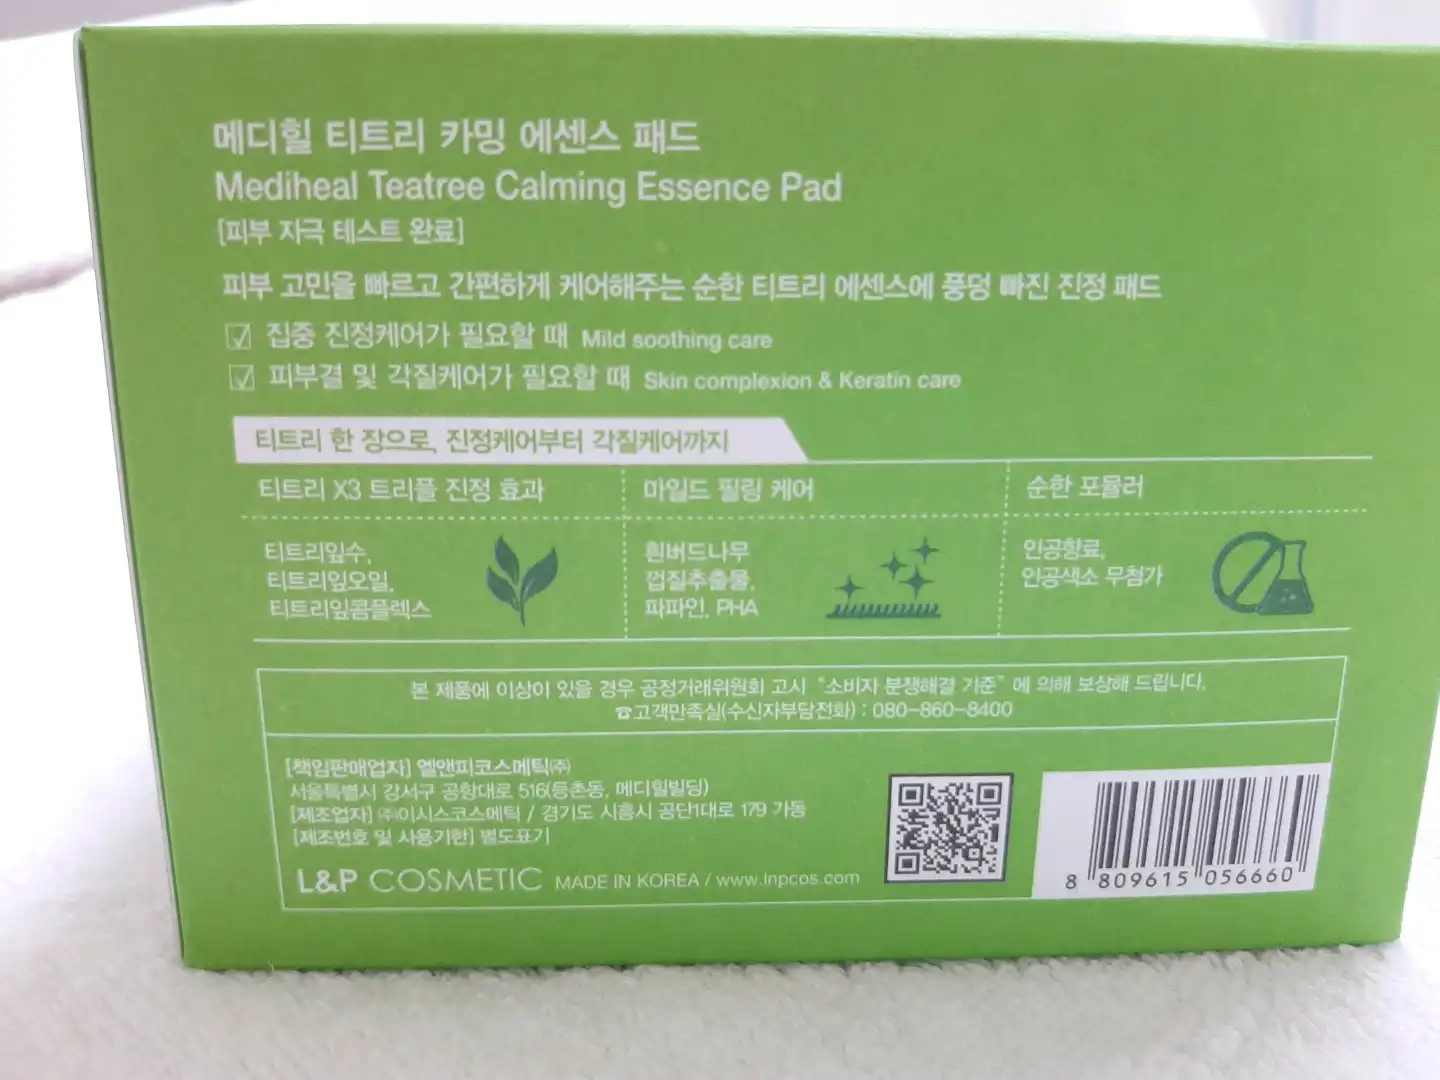 메디힐 티트리 카밍 에센스 패드
Mediheal Teatree Calming Essence Pad
[피부 자극 테스트 완료]
피부 고민을 빠르고 간편하게 케어해주는 순한 티트리 에센스에 퐁덩 빠진 진정 패드
집중 진정케어가 필요할 때 Mild soothing care
피부결 및 각질케어가 필요할 때 Skin complexion & Keratin care
티트리 한 장으로, 진정케어부터 각질케어까지
티트리 X3 트리플 진정 효과
티트리잎수,
티트리잎오일,
티트리잎콤플렉스
마일드 필링 케어
흰버드나무
껍질추출물,
파파인, PHA
순한 포뮬러
인공향료,
인공색소 무첨가
본 제품에 이상이 있을 경우 공정거래위원회 고시 "소비자 분쟁해결 기준" 에 의해 보상해 드립니다.
☎고객만족실(수신자부담전화) : 080-860-8400
[책임판매업자] 엘앤피코스메틱㈜
서울특별시 강서구 공항대로 516(등촌동, 메디힐빌딩)
[제조업자] ㈜이시스코스메틱 / 경기도 시흥시 공단1대로 179 가동
[제조번호 및 사용기한] 별도표기
L&P COSMETIC MADE IN KOREA / www.lnpcos.com
8 809615 056660